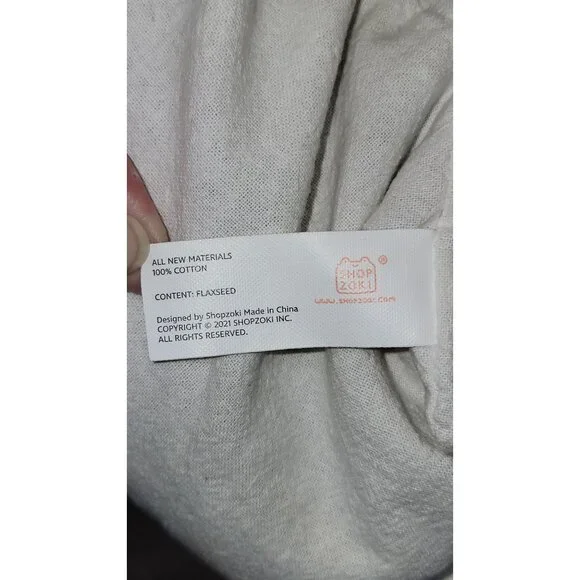 ALL NEW MATERIALS
100% COTTON
CONTENT: FLAXSEED
Designed by Shopzoki Made in China
COPYRIGHT © 2021 SHOPZOKI INC.
ALL RIGHTS RESERVED.
SHOP
ZOKI
WWW.SHOPZOKI.COM